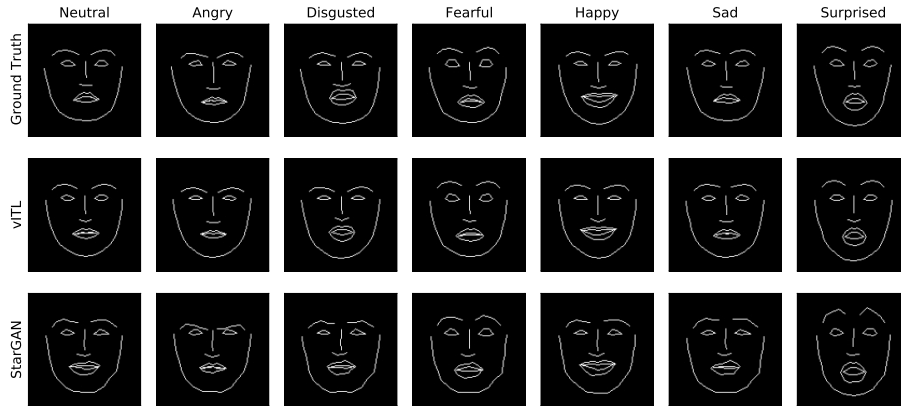 Neutral Angry Disgusted Fearful Happy Sad Surprised
Ground Truth
vITL
StarGAN